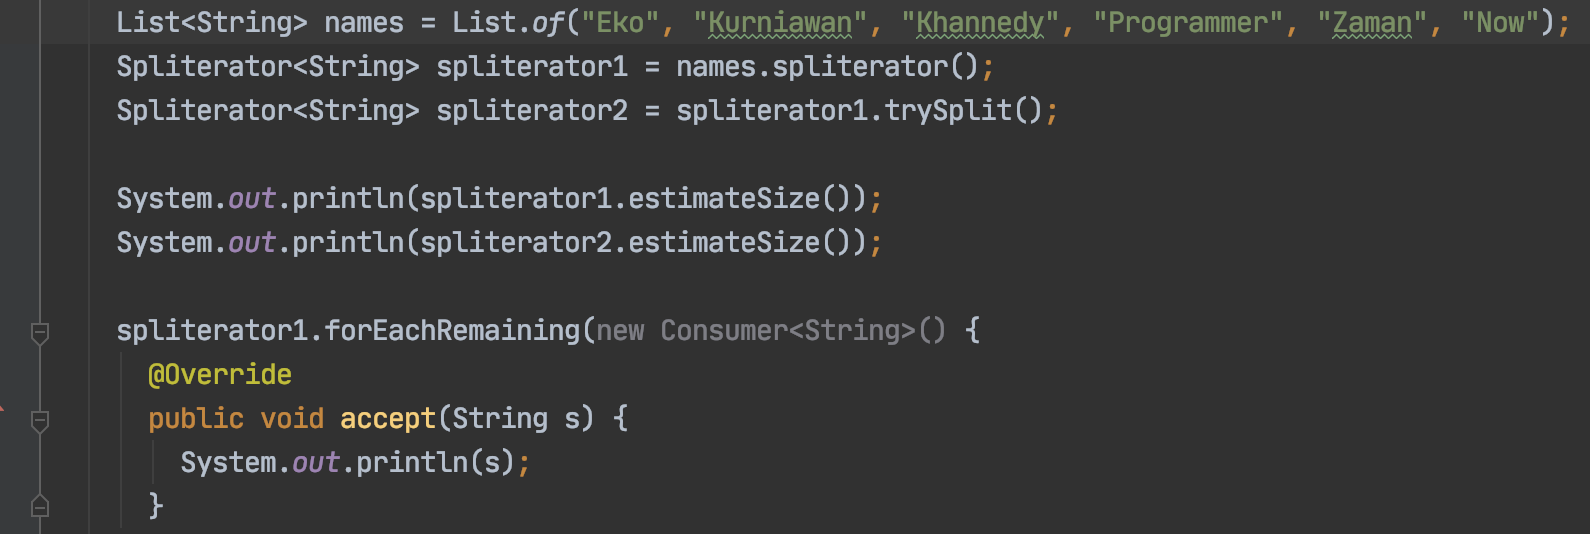 List<String> names = List.of("Eko", "Kurniawan", "Khannedy", "Programmer", "Zaman", "Now");
Spliterator<String> spliterator1 = names.spliterator();
Spliterator<String> spliterator2 = spliterator1.trySplit();
System.out.println(spliterator1.estimateSize());
System.out.println(spliterator2.estimateSize());
spliterator1.forEachRemaining(new Consumer<String>() {
@Override
public void accept(String s) {
System.out.println(s);
}